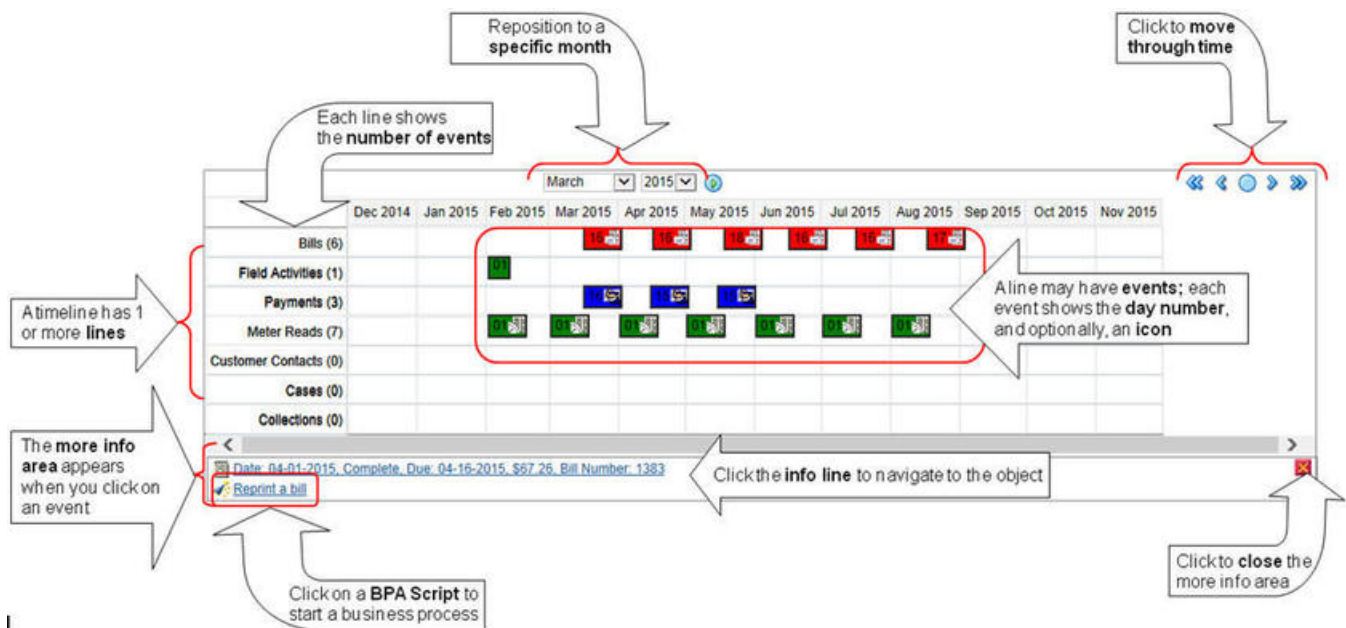 Reposition to a
specific month
Click to move
through time
Each line shows
the number of events
March 2015
Dec 2014 Jan 2015 Feb 2015 Mar 2015 Apr 2015 May 2015 Jun 2015 Jul 2015 Aug 2015 Sep 2015 Oct 2015 Nov 2015
Bills (6) 16 16 18 16 16 17
Field Activities (1) 01
Payments (3) 16 15 15
Meter Reads (7) 01 01 01 01 01 01 01
Customer Contacts (0)
Cases (0)
Collections (0)
A timeline has 1
or more lines
A line may have events; each
event shows the day number,
and optionally, an icon
The more info
area appears
when you click on
an event
Date: 04-01-2015, Complete, Due: 04-16-2015, $67.26, Bill Number: 1383
Reprint a bill
Click the info line to navigate to the object
Click on a BPA Script to
start a business process
Click to close the
more info area